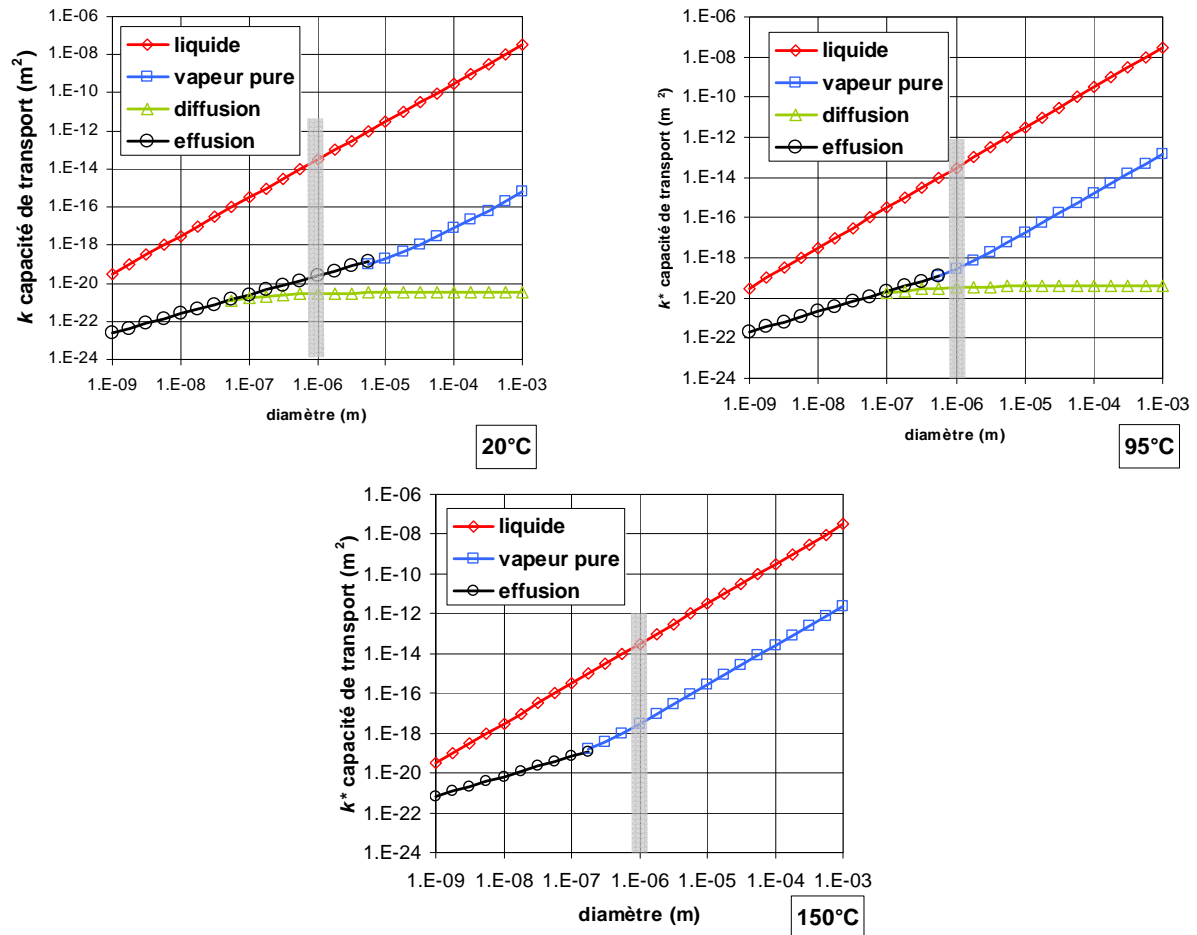 k capacité de transport (m²)
1.E-06
1.E-08
1.E-10
1.E-12
1.E-14
1.E-16
1.E-18
1.E-20
1.E-22
1.E-24
liquide
vapeur pure
diffusion
effusion
1.E-09 1.E-08 1.E-07 1.E-06 1.E-05 1.E-04 1.E-03
diamètre (m)
20°C
k* capacité de transport (m²)
1.E-06
1.E-08
1.E-10
1.E-12
1.E-14
1.E-16
1.E-18
1.E-20
1.E-22
1.E-24
liquide
vapeur pure
diffusion
effusion
1.E-09 1.E-08 1.E-07 1.E-06 1.E-05 1.E-04 1.E-03
diamètre (m)
95°C
k* capacité de transport (m²)
1.E-06
1.E-08
1.E-10
1.E-12
1.E-14
1.E-16
1.E-18
1.E-20
1.E-22
1.E-24
liquide
vapeur pure
effusion
1.E-09 1.E-08 1.E-07 1.E-06 1.E-05 1.E-04 1.E-03
diamètre (m)
150°C